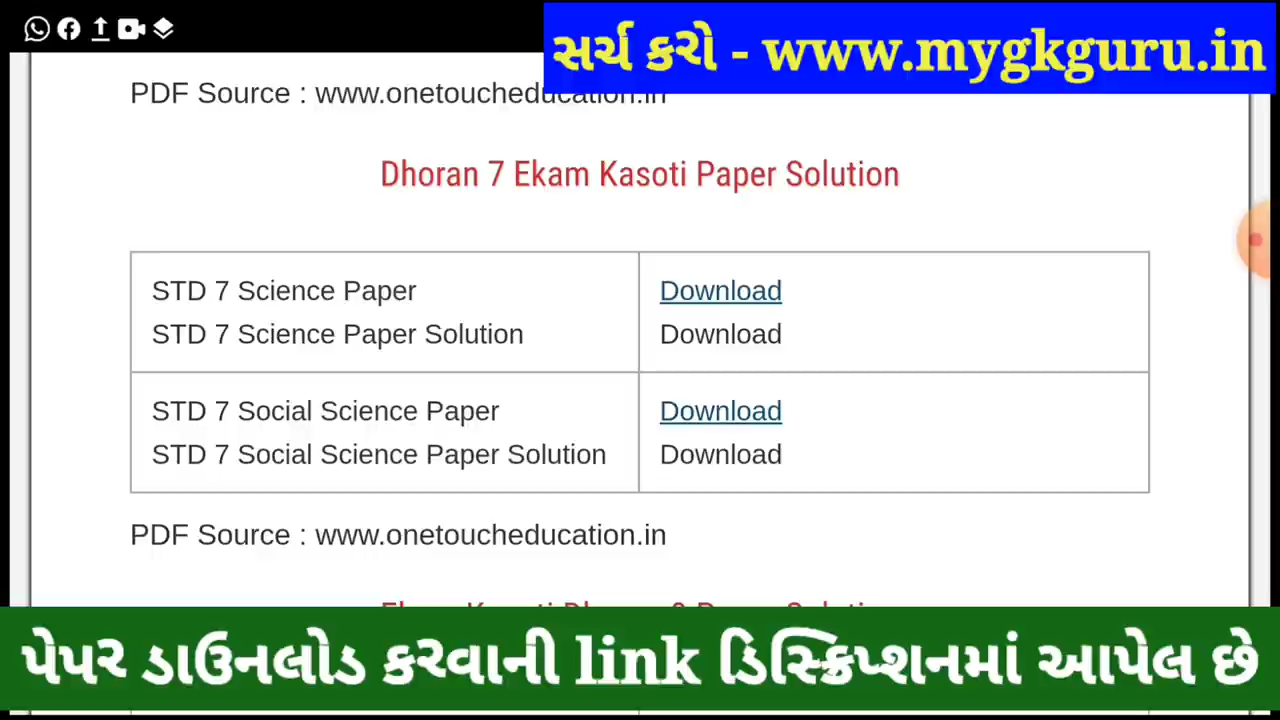 સર્ચ કરો - www.mygkguru.in
PDF Source : www.onetoucheducation.in
Dhoran 7 Ekam Kasoti Paper Solution
STD 7 Science Paper Download
STD 7 Science Paper Solution Download
STD 7 Social Science Paper Download
STD 7 Social Science Paper Solution Download
PDF Source : www.onetoucheducation.in
પેપર ડાઉનલોડ કરવાની link ડિસ્ક્રિપ્શનમાં આપેલ છે